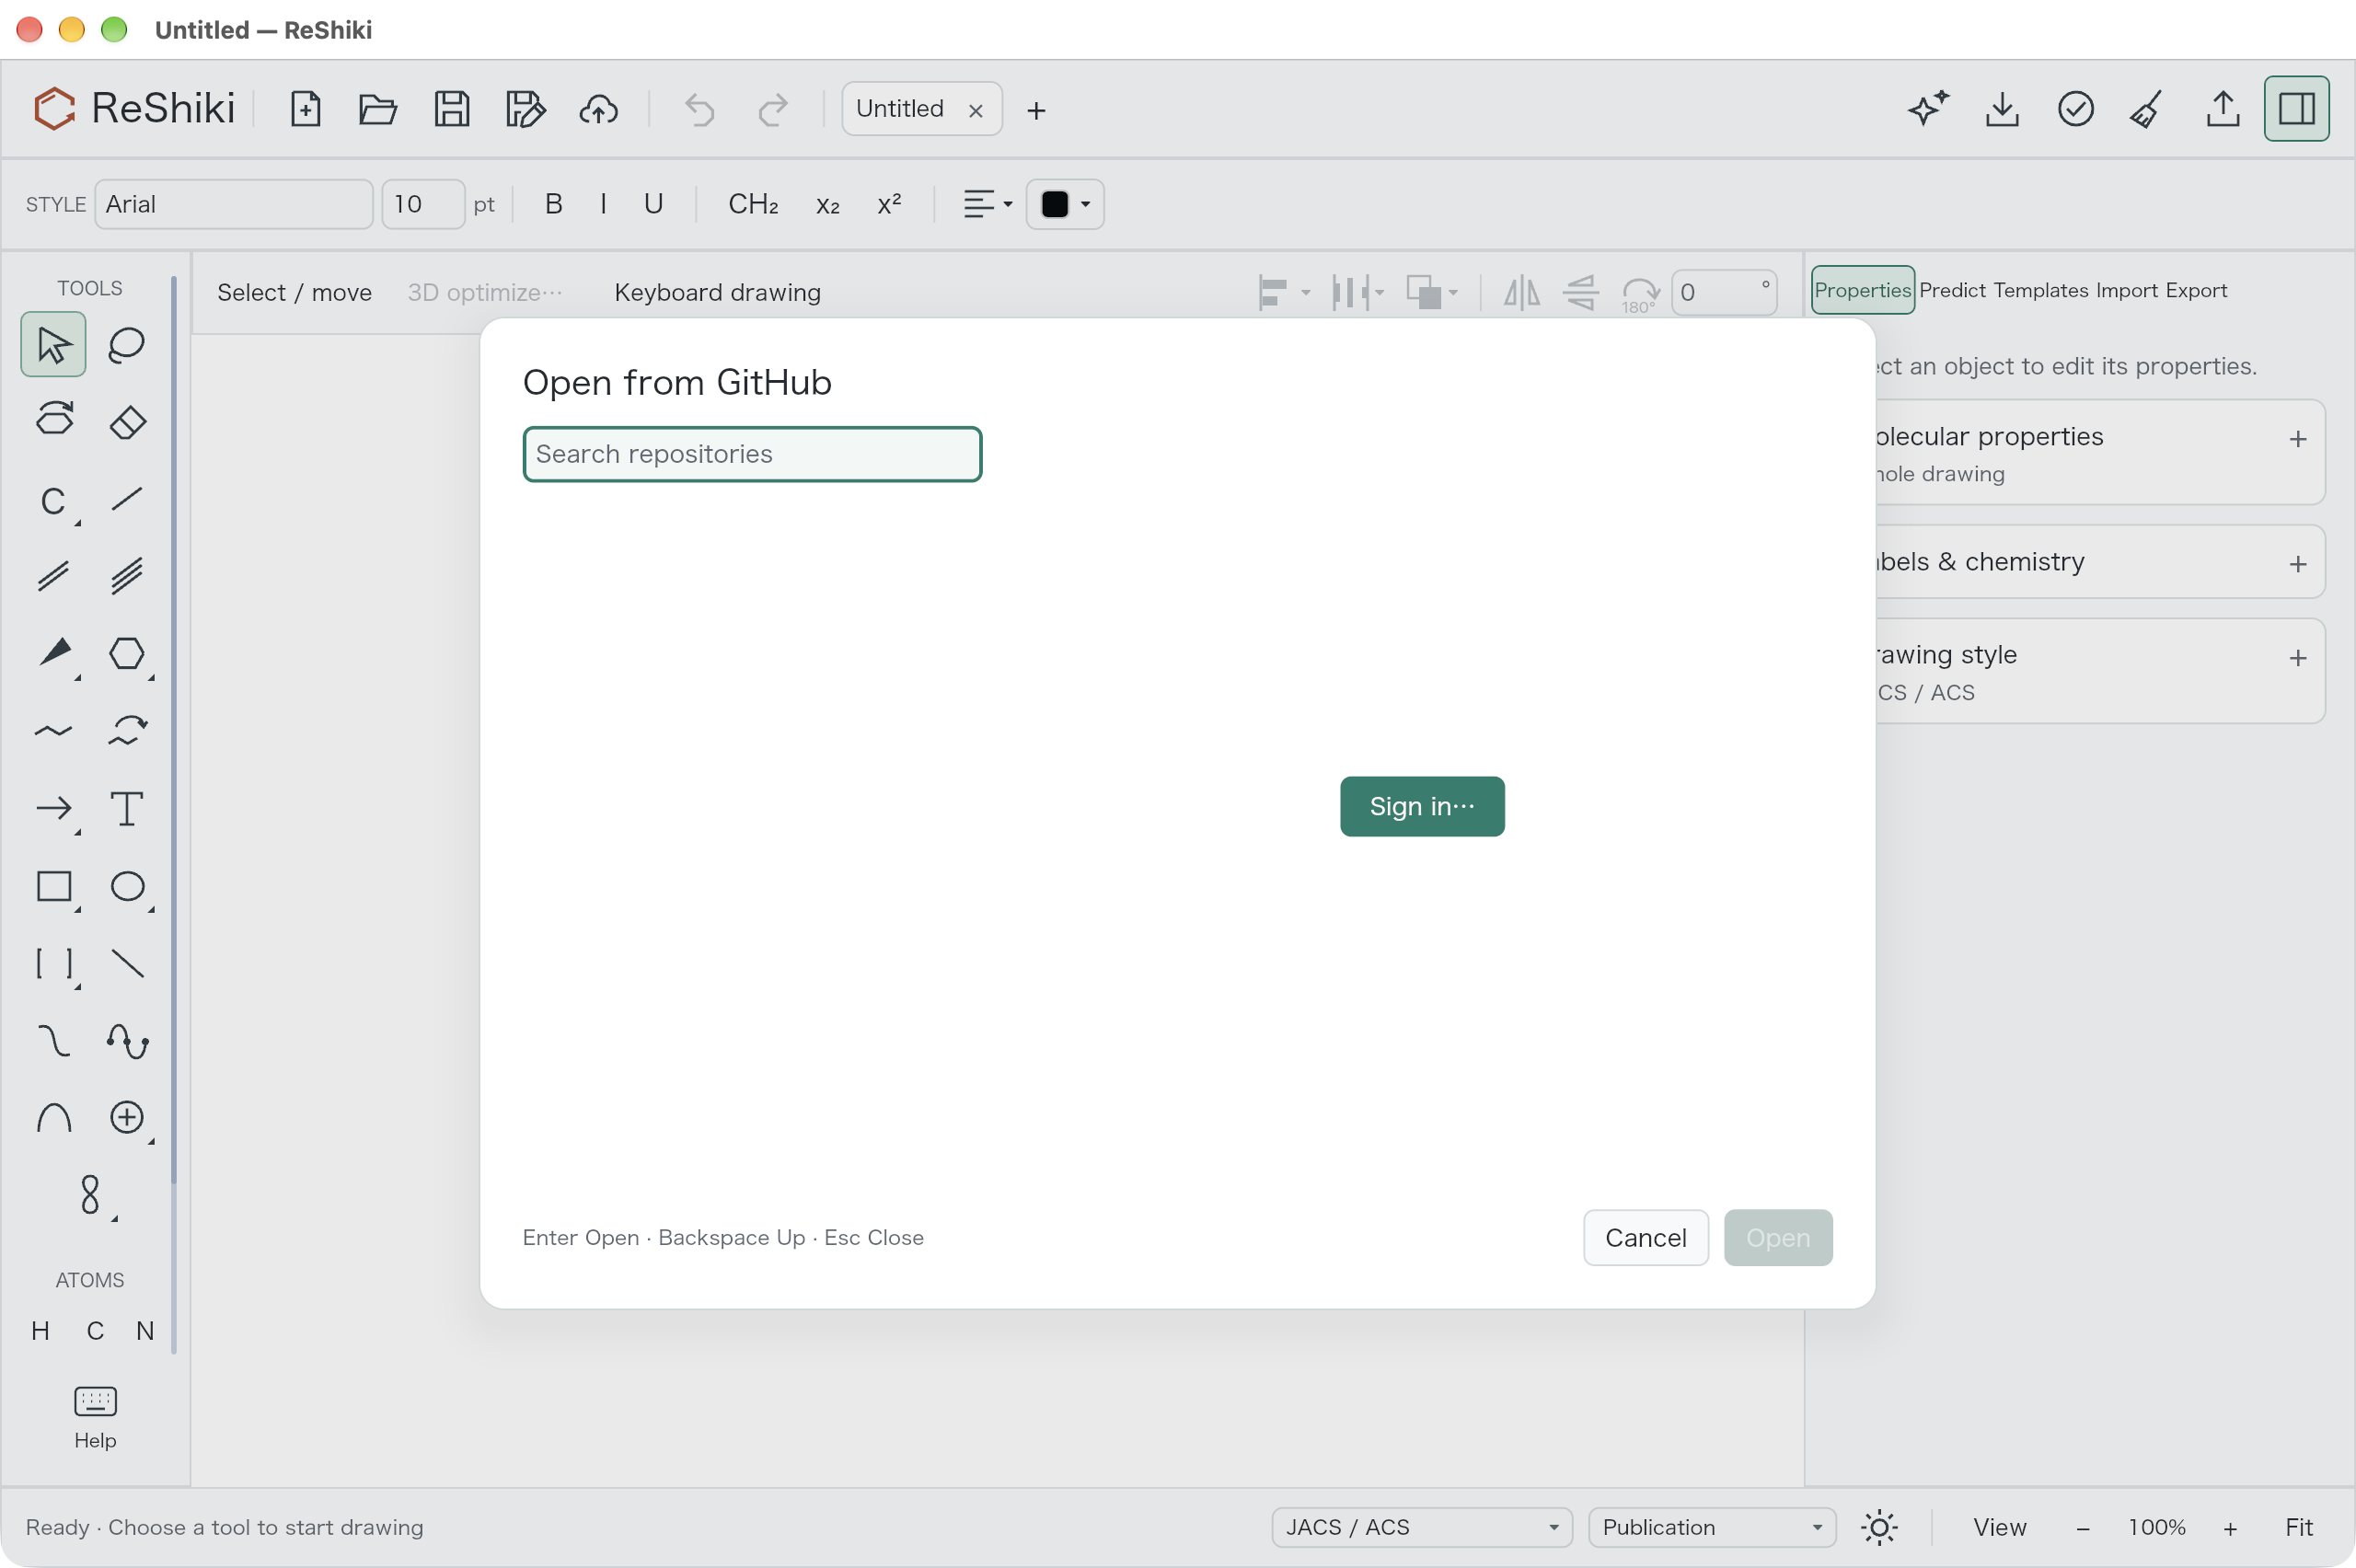 Untitled — ReShiki
ReShiki
Untitled × +
STYLE Arial 10 pt B I U CH₂ x₂ x²
TOOLS
Select / move 3D optimize··· Keyboard drawing 180° 0 °
Properties Predict Templates Import Export
ect an object to edit its properties.
Open from GitHub
Search repositories
olecular properties +
hole drawing
C
bels & chemistry +
rawing style +
CS / ACS
Sign in···
T
[ ]
Enter Open · Backspace Up · Esc Close
Cancel Open
ATOMS
H C N
Help
Ready · Choose a tool to start drawing
JACS / ACS Publication View − 100% + Fit